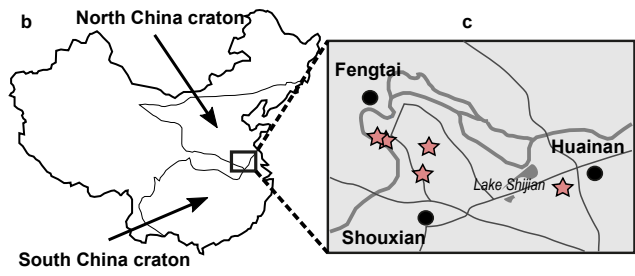 b
North China craton
c
Fengtai
Huainan
Lake Shijian
Shouxian
South China craton